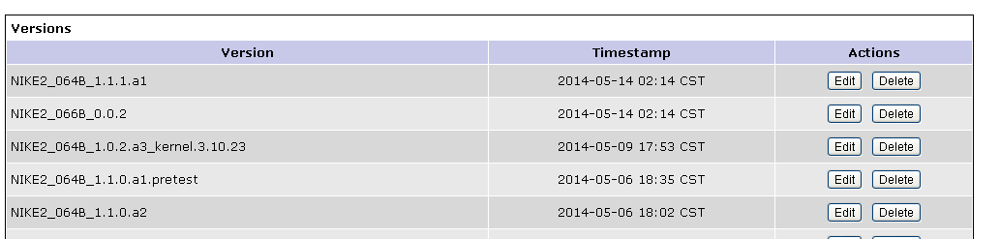 Versions
Version Timestamp Actions
NIKE2_064B_1.1.1.a1 2014-05-14 02:14 CST Edit Delete
NIKE2_066B_0.0.2 2014-05-14 02:14 CST Edit Delete
NIKE2_064B_1.0.2.a3_kernel.3.10.23 2014-05-09 17:53 CST Edit Delete
NIKE2_064B_1.1.0.a1.pretest 2014-05-06 18:35 CST Edit Delete
NIKE2_064B_1.1.0.a2 2014-05-06 18:02 CST Edit Delete